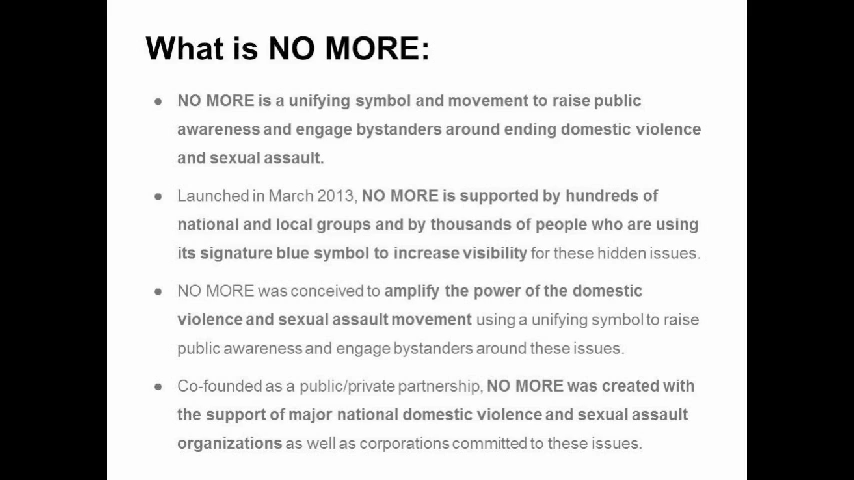 What is NO MORE:
● NO MORE is a unifying symbol and movement to raise public
awareness and engage bystanders around ending domestic violence
and sexual assault.
● Launched in March 2013, NO MORE is supported by hundreds of
national and local groups and by thousands of people who are using
its signature blue symbol to increase visibility for these hidden issues.
● NO MORE was conceived to amplify the power of the domestic
violence and sexual assault movement using a unifying symbol to raise
public awareness and engage bystanders around these issues.
● Co-founded as a public/private partnership, NO MORE was created with
the support of major national domestic violence and sexual assault
organizations as well as corporations committed to these issues.